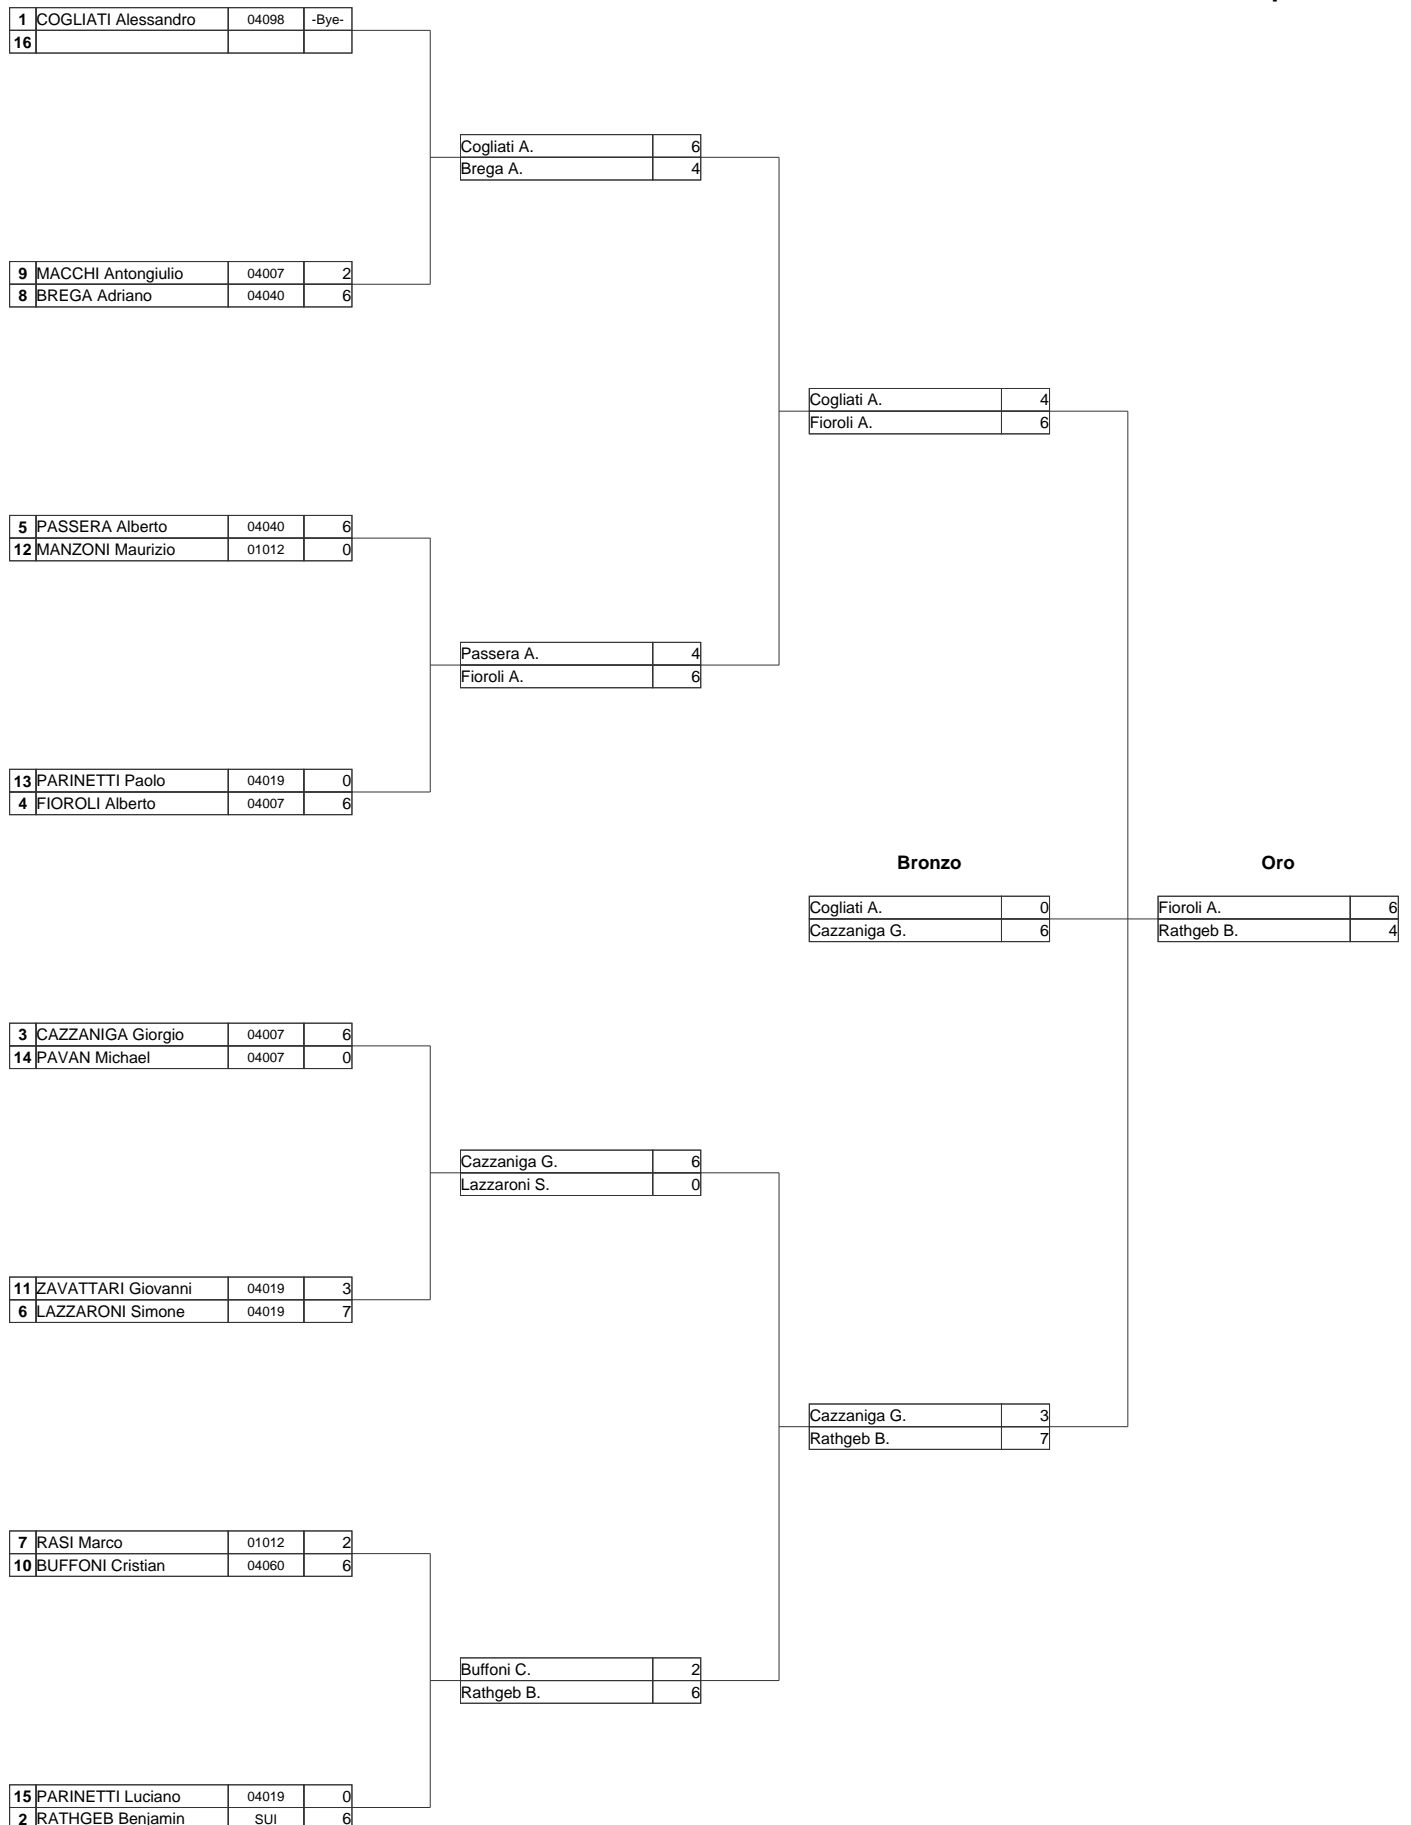 1 COGLIATI Alessandro 04098 -Bye-
16
Cogliati A. 6
Brega A. 4
9 MACCHI Antongiulio 04007 2
8 BREGA Adriano 04040 6
Cogliati A. 4
Fioroli A. 6
5 PASSERA Alberto 04040 6
12 MANZONI Maurizio 01012 0
Passera A. 4
Fioroli A. 6
13 PARINETTI Paolo 04019 0
4 FIOROLI Alberto 04007 6
Bronzo Oro
Cogliati A. 0 Fioroli A. 6
Cazzaniga G. 6 Rathgeb B. 4
3 CAZZANIGA Giorgio 04007 6
14 PAVAN Michael 04007 0
Cazzaniga G. 6
Lazzaroni S. 0
11 ZAVATTARI Giovanni 04019 3
6 LAZZARONI Simone 04019 7
Cazzaniga G. 3
Rathgeb B. 7
7 RASI Marco 01012 2
10 BUFFONI Cristian 04060 6
Buffoni C. 2
Rathgeb B. 6
15 PARINETTI Luciano 04019 0
2 RATHGEB Benjamin SUI 6